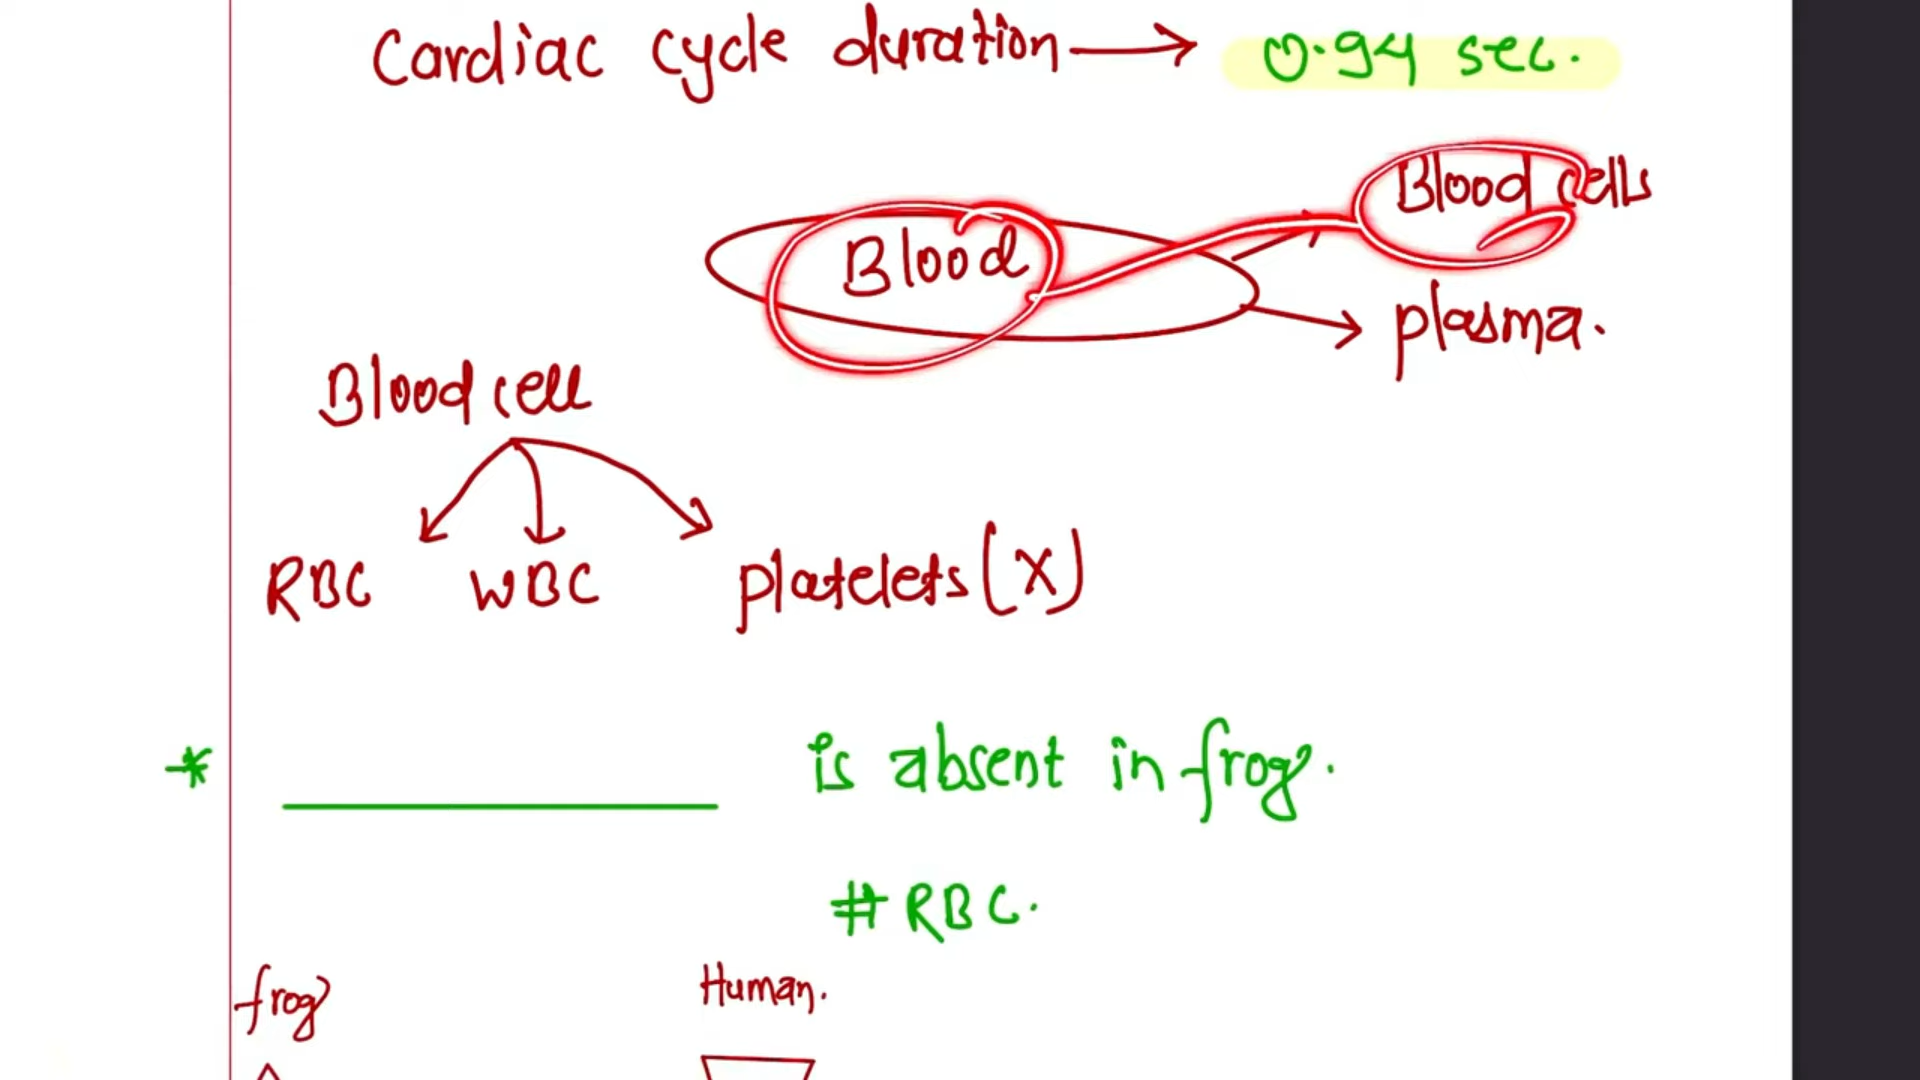 Cardiac cycle duration → 0.94 sec.
Blood cells
Blood
plasma.
Blood cell
RBC WBC platelets (X)
* ________ is absent in frog.
# RBC.
frog Human.